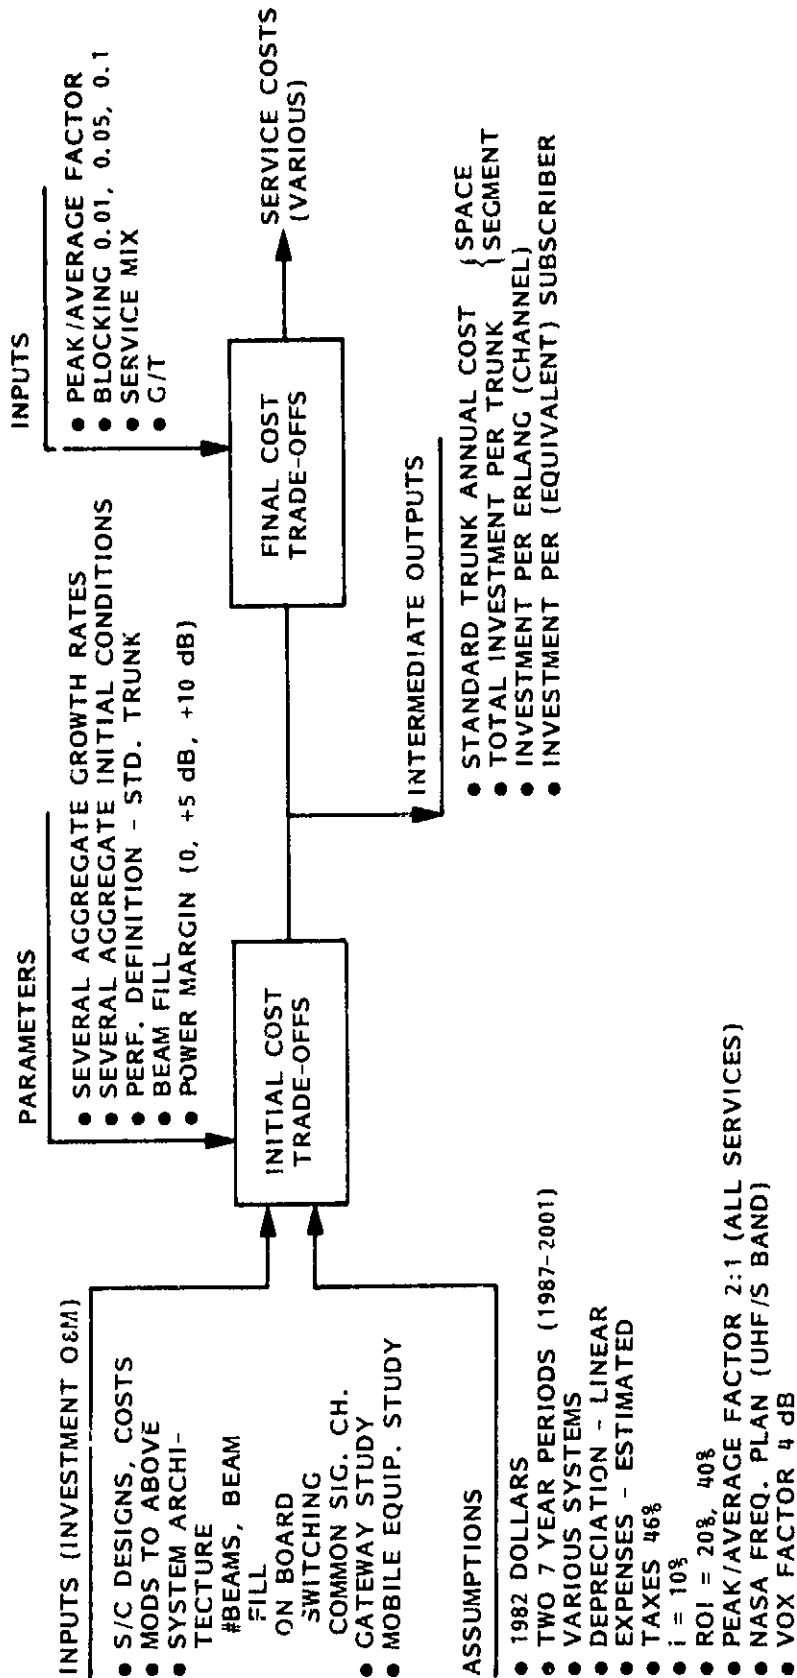 INPUTS (INVESTMENT O&M)
● S/C DESIGNS, COSTS
● MODS TO ABOVE
● SYSTEM ARCHI-
TECTURE
#BEAMS, BEAM
FILL
ON BOARD
SWITCHING
COMMON SIG. CH.
● GATEWAY STUDY
● MOBILE EQUIP. STUDY
ASSUMPTIONS
● 1982 DOLLARS
● TWO 7 YEAR PERIODS (1987-2001)
● VARIOUS SYSTEMS
● DEPRECIATION - LINEAR
● EXPENSES - ESTIMATED
● TAXES 46%
● i = 10%
● ROI = 20%, 40%
● PEAK/AVERAGE FACTOR 2:1 (ALL SERVICES)
● NASA FREQ. PLAN (UHF/S BAND)
● VOX FACTOR 4 dB
PARAMETERS
● SEVERAL AGGREGATE GROWTH RATES
● SEVERAL AGGREGATE INITIAL CONDITIONS
● PERF. DEFINITION - STD. TRUNK
● BEAM FILL
● POWER MARGIN (0, +5 dB, +10 dB)
INITIAL COST
TRADE-OFFS
INTERMEDIATE OUTPUTS
● STANDARD TRUNK ANNUAL COST { SPACE
● TOTAL INVESTMENT PER TRUNK { SEGMENT
● INVESTMENT PER ERLANG (CHANNEL)
● INVESTMENT PER (EQUIVALENT) SUBSCRIBER
INPUTS
● PEAK/AVERAGE FACTOR
● BLOCKING 0.01, 0.05, 0.1
● SERVICE MIX
● G/T
FINAL COST
TRADE-OFFS
SERVICE COSTS
(VARIOUS)